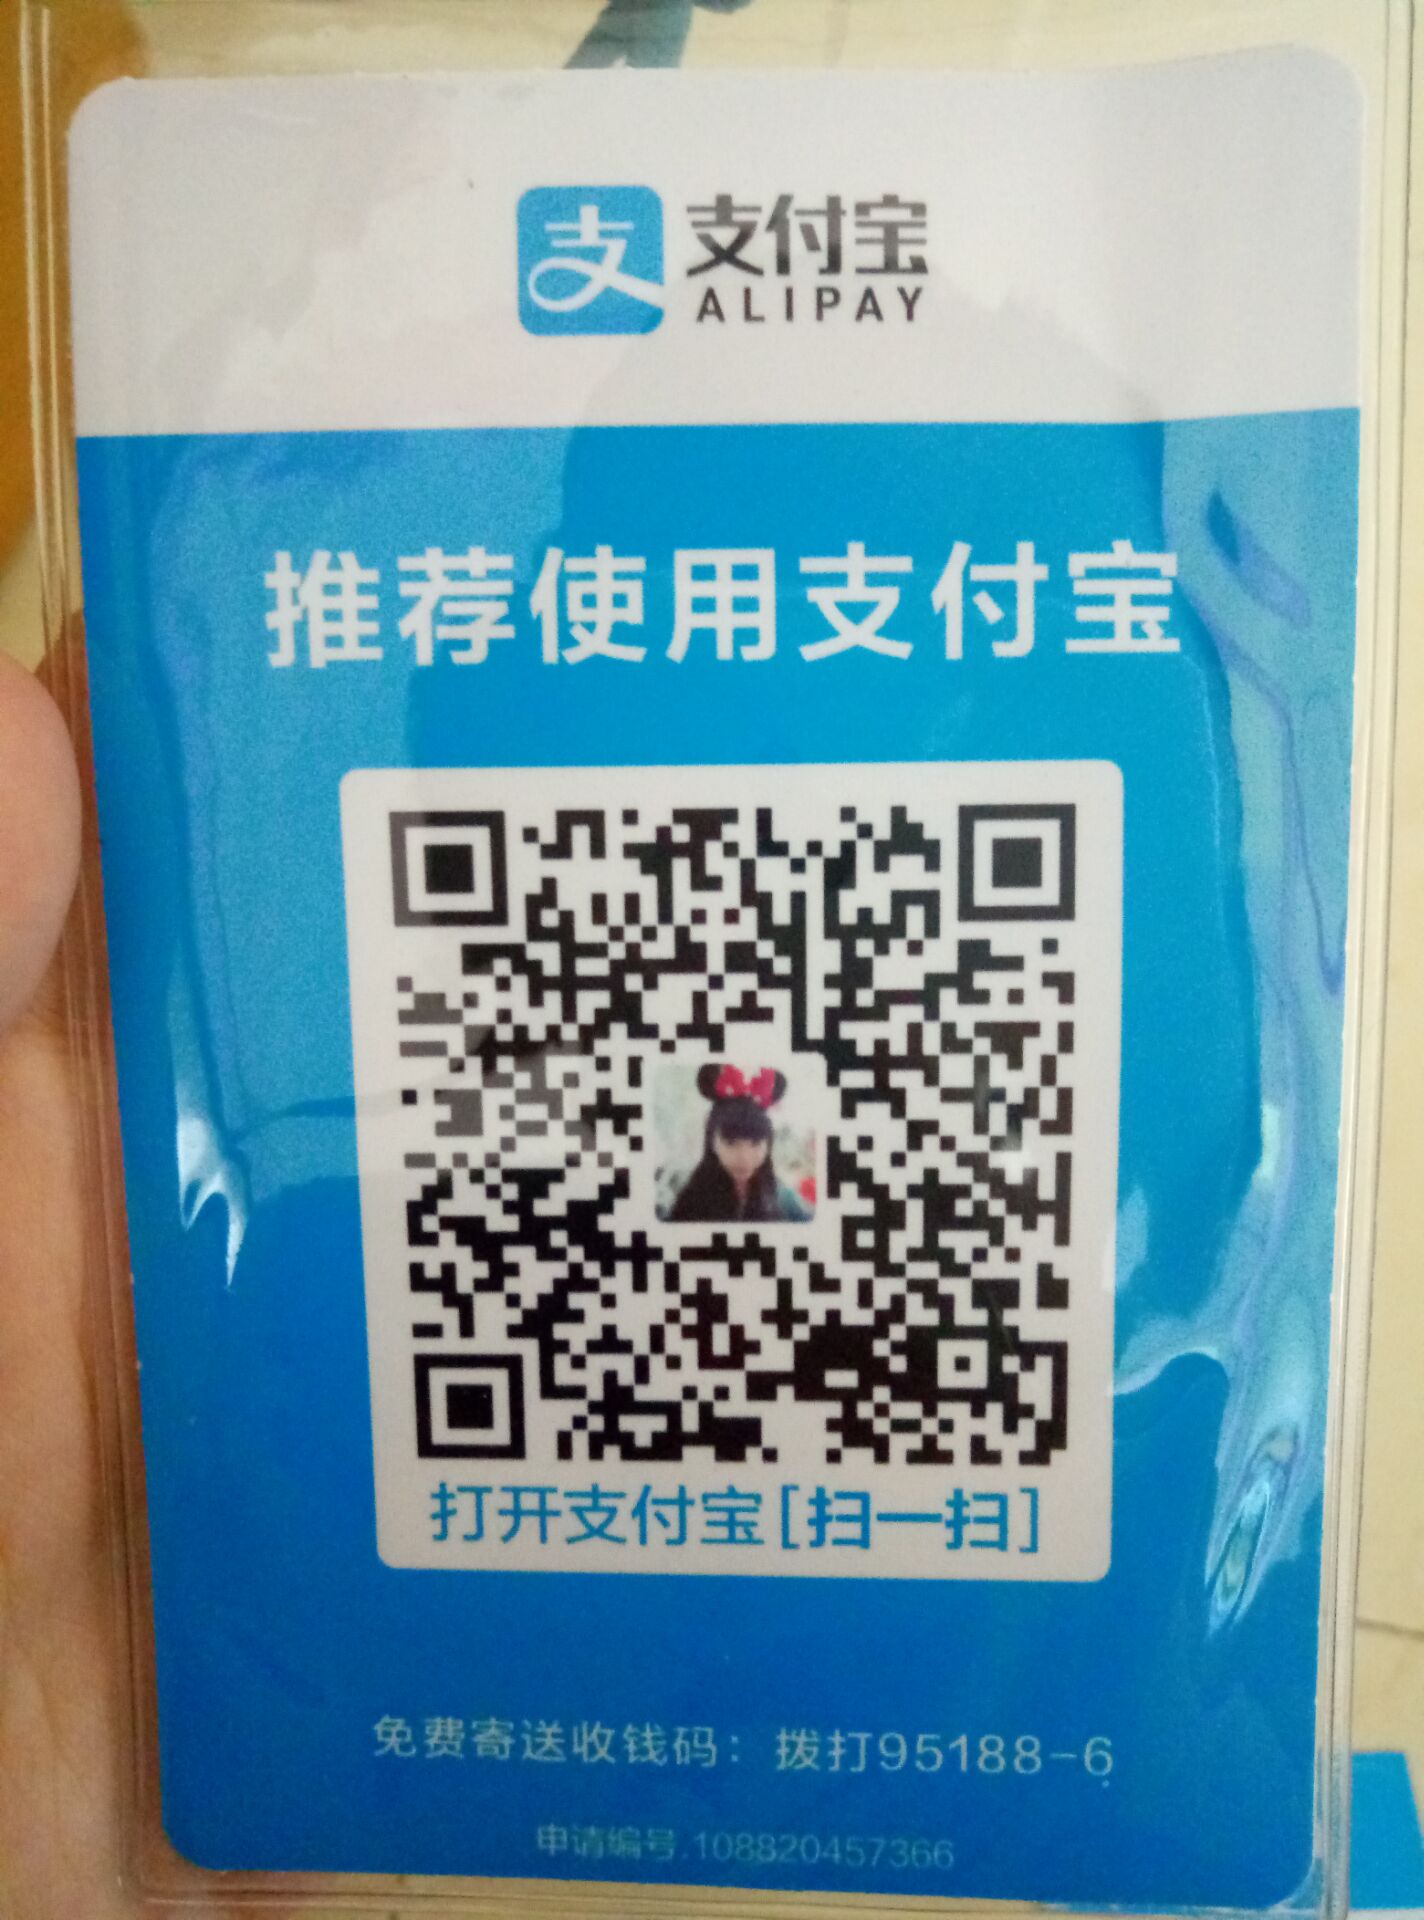 支 支付宝
ALIPAY
推荐使用支付宝
打开支付宝[扫一扫]
免费寄送收钱码：拨打95188-6
申请编号.108820457366